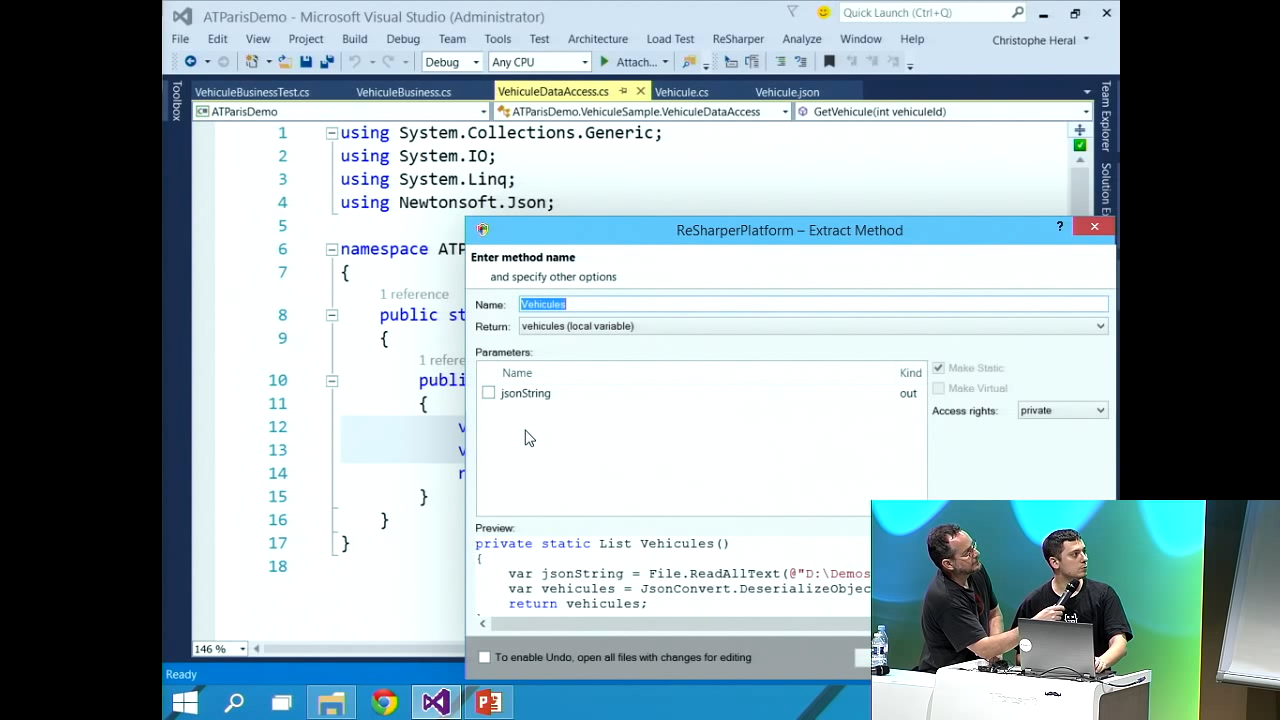 ATParisDemo - Microsoft Visual Studio (Administrator)
Quick Launch (Ctrl+Q)
File Edit View Project Build Debug Team Tools Test Architecture Load Test ReSharper Analyze Window Help
Christophe Heral
Debug Any CPU Attach...
Toolbox
VehiculeBusinessTest.cs VehiculeBusiness.cs VehiculeDataAccess.cs Vehicule.cs Vehicule.json
ATParisDemo ATParisDemo.VehiculeSample.VehiculeDataAccess GetVehicule(int vehiculeId)
Team Explorer
1 using System.Collections.Generic;
2 using System.IO;
3 using System.Linq;
4 using Newtonsoft.Json;
5
6 namespace ATP
7 {
1 reference
8 public st
9 {
1 refere
10 publi
11 {
12 v
13 v
14 r
15 }
16 }
17 }
18
ReSharperPlatform – Extract Method
?
Enter method name
and specify other options
Name: Vehicules
Return: vehicules (local variable)
Parameters:
Name Kind
jsonString out
Make Static
Make Virtual
Access rights: private
Preview:
private static List Vehicules()
{
var jsonString = File.ReadAllText(@"D:\Demos
var vehicules = JsonConvert.DeserializeObjec
return vehicules;
To enable Undo, open all files with changes for editing
146 %
Ready